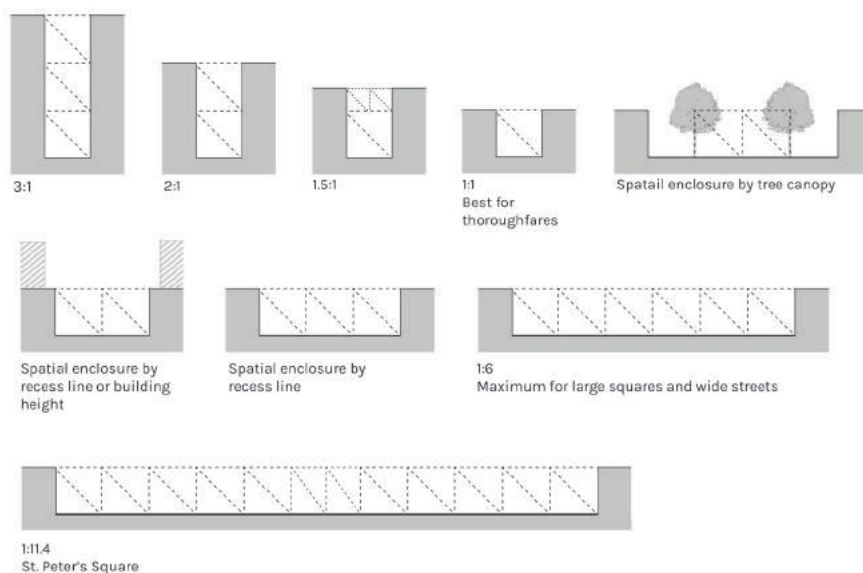 3:1
2:1
1.5:1
1:1
Best for
thoroughfares
Spatail enclosure by tree canopy
Spatial enclosure by
recess line or building
height
Spatial enclosure by
recess line
1:6
Maximum for large squares and wide streets
1:11.4
St. Peter's Square